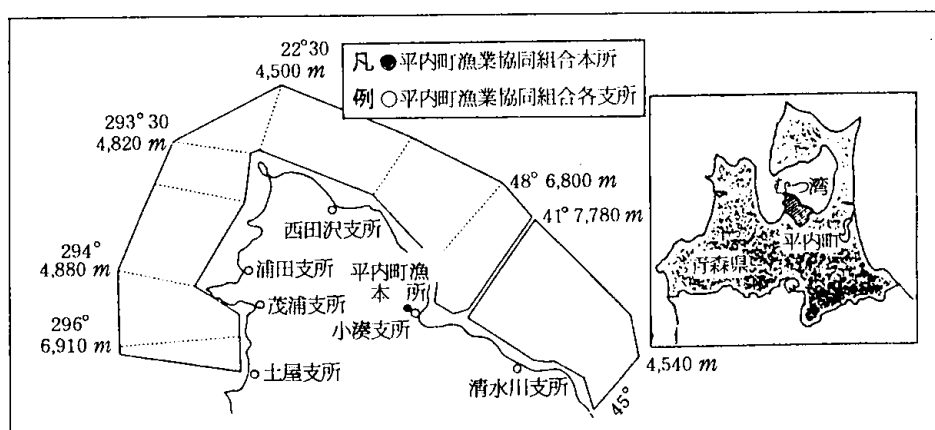 22°30
4,500 m
凡 ●平内町漁業協同組合本所
例 ○平内町漁業協同組合各支所
293°30
4,820 m
48° 6,800 m
41° 7,780 m
むつ湾
西田沢支所
平内町
青森県
294°
4,880 m
浦田支所
平内町漁
本 所
茂浦支所
小湊支所
296°
6,910 m
土屋支所
清水川支所
4,540 m
45°